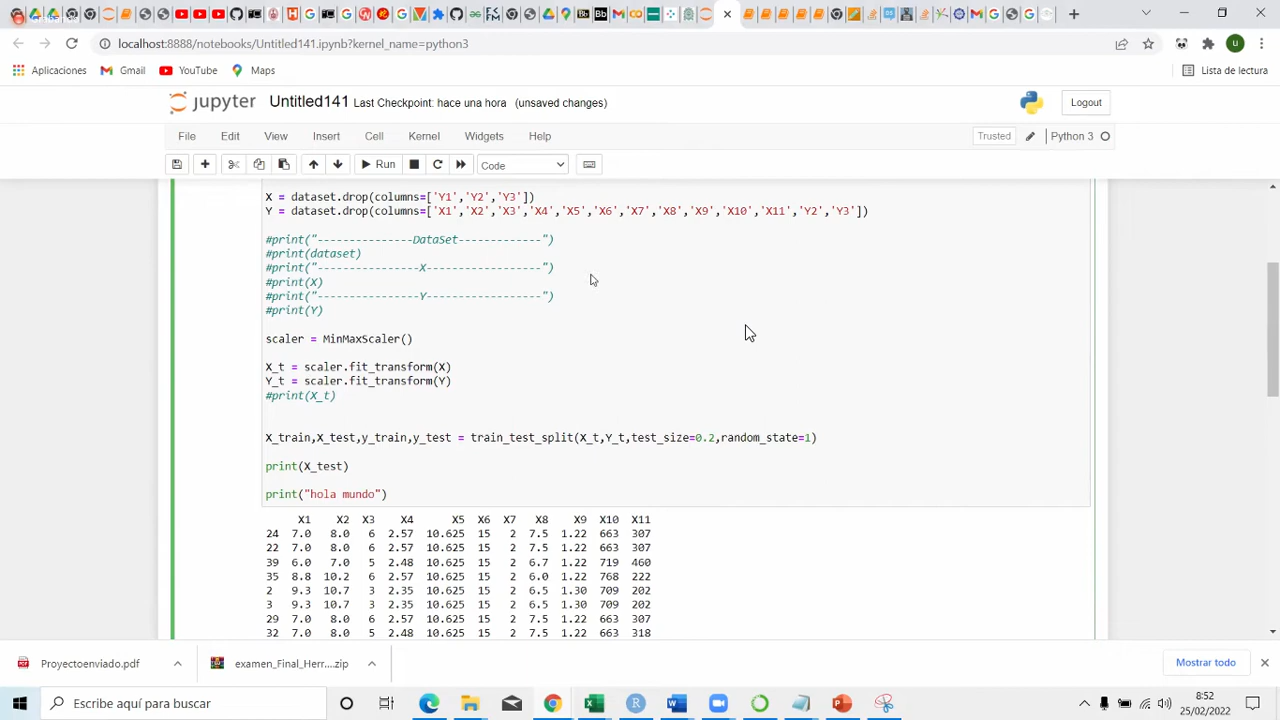 localhost:8888/notebooks/Untitled141.ipynb?kernel_name=python3
Aplicaciones Gmail YouTube Maps Lista de lectura
jupyter Untitled141 Last Checkpoint: hace una hora (unsaved changes) Logout
File Edit View Insert Cell Kernel Widgets Help Trusted Python 3
Run Code
X = dataset.drop(columns=['Y1','Y2','Y3'])
Y = dataset.drop(columns=['X1','X2','X3','X4','X5','X6','X7','X8','X9','X10','X11','Y2','Y3'])
#print("---------------DataSet-------------")
#print(dataset)
#print("----------------X------------------")
#print(X)
#print("----------------Y------------------")
#print(Y)
scaler = MinMaxScaler()
X_t = scaler.fit_transform(X)
Y_t = scaler.fit_transform(Y)
#print(X_t)
X_train,X_test,y_train,y_test = train_test_split(X_t,Y_t,test_size=0.2,random_state=1)
print(X_test)
print("hola mundo")
X1 X2 X3 X4 X5 X6 X7 X8 X9 X10 X11
24 7.0 8.0 6 2.57 10.625 15 2 7.5 1.22 663 307
22 7.0 8.0 6 2.57 10.625 15 2 7.5 1.22 663 307
39 6.0 7.0 5 2.48 10.625 15 2 6.7 1.22 719 460
35 8.8 10.2 6 2.57 10.625 15 2 6.0 1.22 768 222
2 9.3 10.7 3 2.35 10.625 15 2 6.5 1.30 709 202
3 9.3 10.7 3 2.35 10.625 15 2 6.5 1.30 709 202
29 7.0 8.0 6 2.57 10.625 15 2 7.5 1.22 663 307
32 7.0 8.0 5 2.48 10.625 15 2 7.5 1.22 663 318
Proyectoenviado.pdf examen_Final_Herr....zip Mostrar todo
Escribe aquí para buscar
8:52
25/02/2022